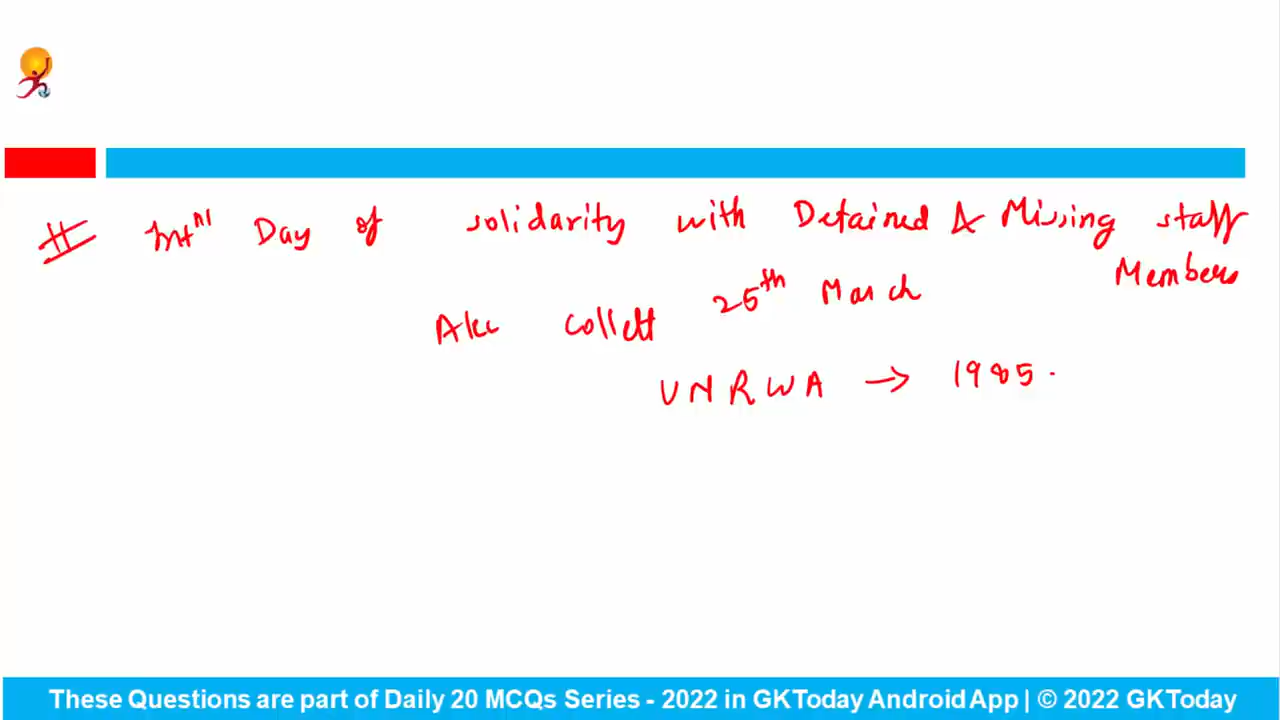 # Intnl Day of solidarity with Detained & Missing staff Members
25th March
Alec Collett
UNRWA → 1985.
These Questions are part of Daily 20 MCQs Series - 2022 in GKToday Android App | © 2022 GKToday